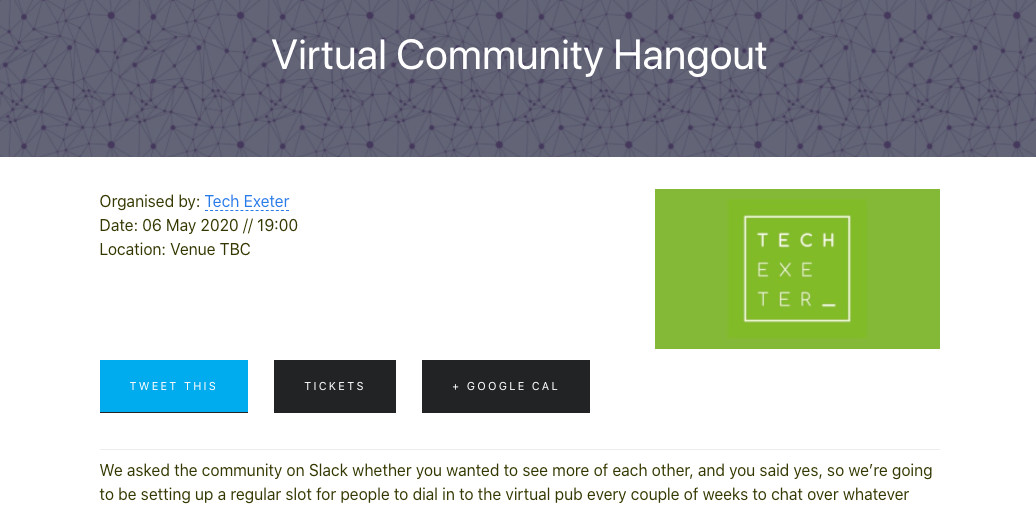 Virtual Community Hangout
Organised by: Tech Exeter
Date: 06 May 2020 // 19:00
Location: Venue TBC
TECH
EXE
TER_
TWEET THIS
TICKETS
+ GOOGLE CAL
We asked the community on Slack whether you wanted to see more of each other, and you said yes, so we’re going
to be setting up a regular slot for people to dial in to the virtual pub every couple of weeks to chat over whatever